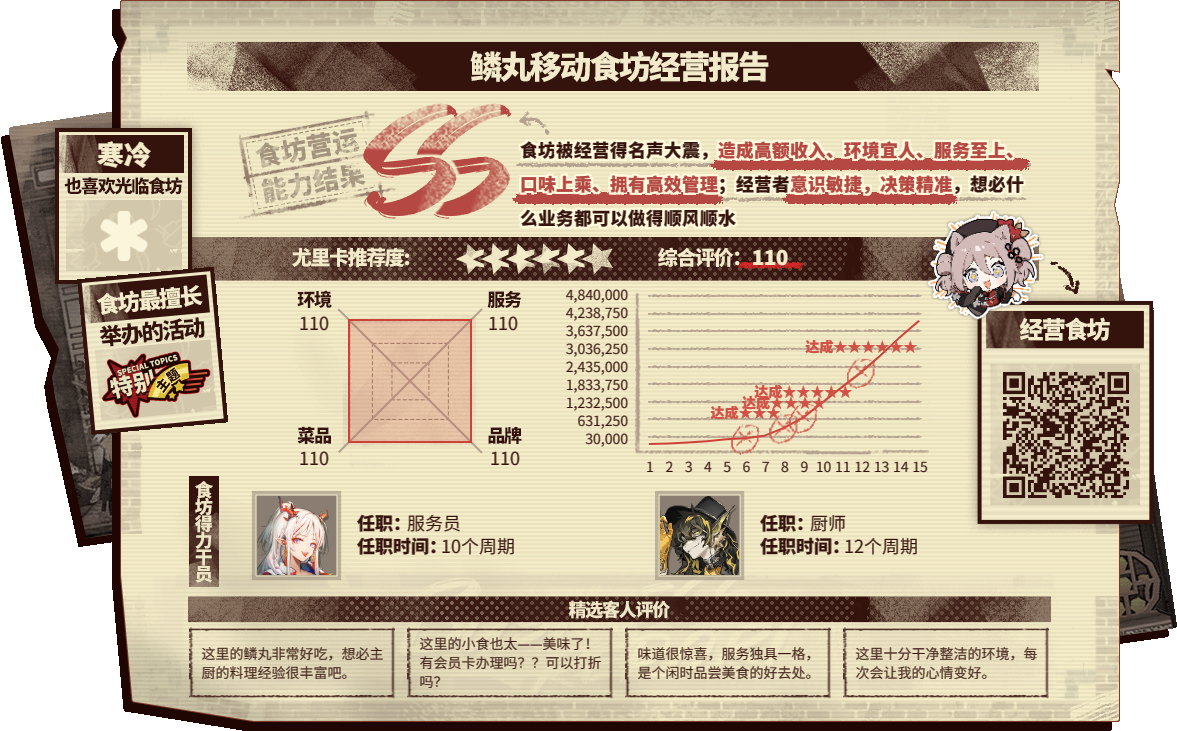 鳞丸移动食坊经营报告
寒冷
也喜欢光临食坊
食坊营运
能力结果
SS
食坊被经营得名声大震，造成高额收入、环境宜人、服务至上、
口味上乘、拥有高效管理；经营者意识敏捷，决策精准，想必什
么业务都可以做得顺风顺水
尤里卡推荐度:
综合评价: 110
食坊最擅长
举办的活动
SPECIAL TOPICS
特别
主题
环境
110
服务
110
菜品
110
品牌
110
4,840,000
4,238,750
3,637,500
3,036,250
2,435,000
1,833,750
1,232,500
631,250
30,000
达成★★★★★★
达成★★★★★
达成★★★★
达成★★★
1 2 3 4 5 6 7 8 9 10 11 12 13 14 15
经营食坊
食坊得力干员
任职: 服务员
任职时间: 10个周期
任职: 厨师
任职时间: 12个周期
精选客人评价
这里的鳞丸非常好吃，想必主
厨的料理经验很丰富吧。
这里的小食也太——美味了！
有会员卡办理吗？？可以打折
吗？
味道很惊喜，服务独具一格，
是个闲时品尝美食的好去处。
这里十分干净整洁的环境，每
次会让我的心情变好。